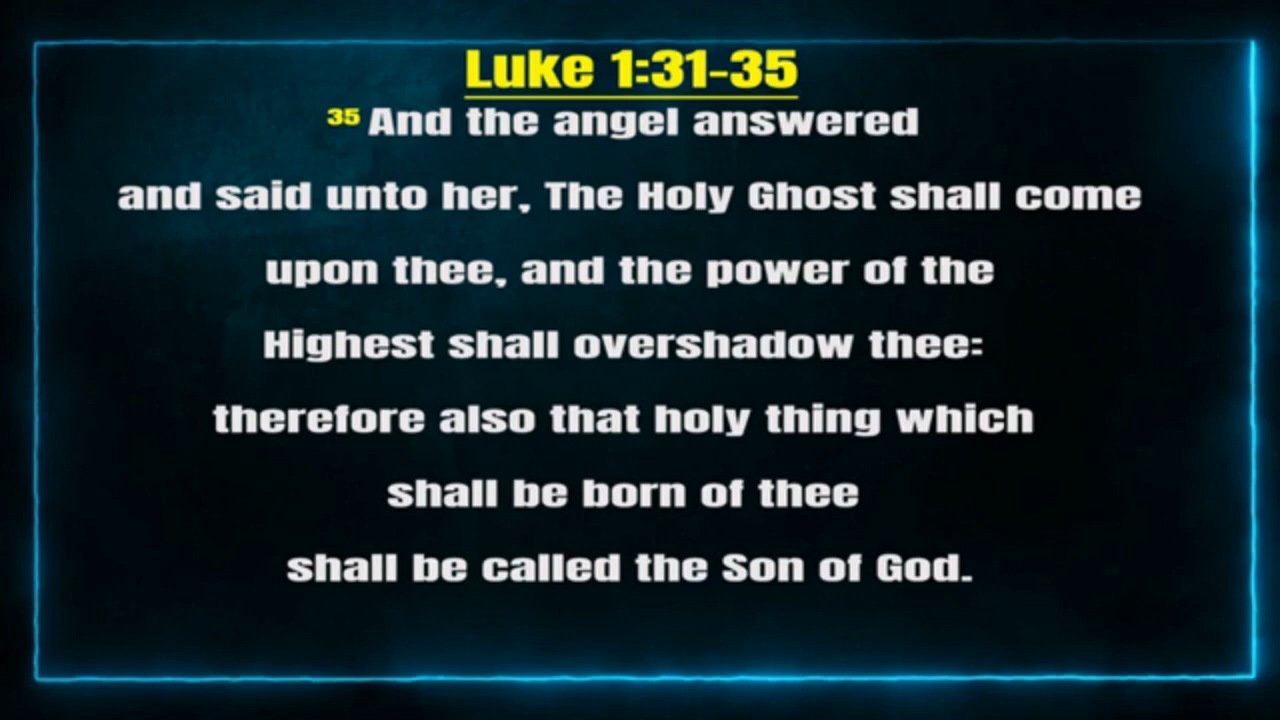 Luke 1:31-35
35 And the angel answered
and said unto her, The Holy Ghost shall come
upon thee, and the power of the
Highest shall overshadow thee:
therefore also that holy thing which
shall be born of thee
shall be called the Son of God.